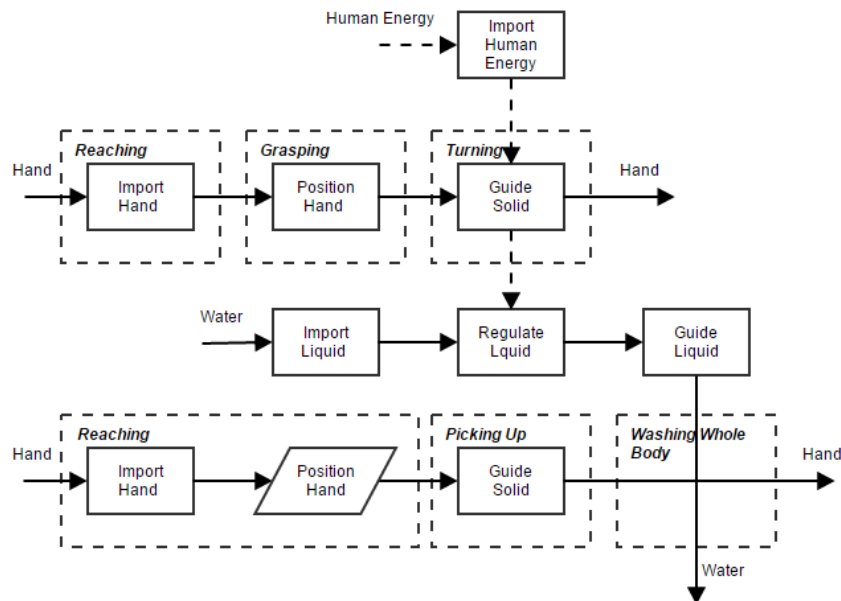 Human Energy
Import
Human
Energy
Reaching
Grasping
Turning
Hand
Import
Hand
Position
Hand
Guide
Solid
Hand
Water
Import
Liquid
Regulate
Lquid
Guide
Liquid
Reaching
Picking Up
Washing Whole
Body
Hand
Import
Hand
Position
Hand
Guide
Solid
Hand
Water